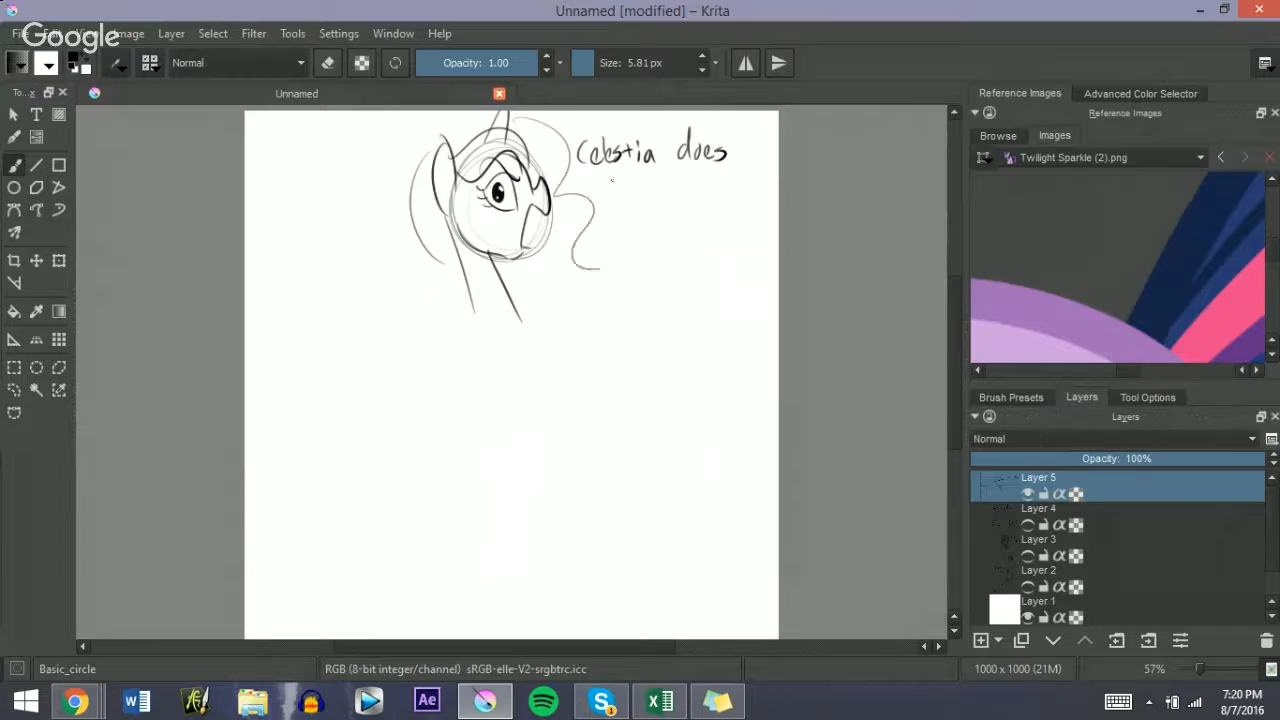 Unnamed [modified] – Krita
Google
File Edit View Image Layer Select Filter Tools Settings Window Help
Normal Opacity: 1.00 Size: 5.81 px
To... x Unnamed Reference Images Advanced Color Selector
Reference Images
Browse Images
Twilight Sparkle (2).png
Celestia does
Brush Presets Layers Tool Options
Layers
Normal
Opacity: 100%
Layer 5
Layer 4
Layer 3
Layer 2
Layer 1
Basic_circle RGB (8-bit integer/channel) sRGB-elle-V2-srgbtrc.icc 1000 x 1000 (21M) 57%
Ae
7:20 PM
8/7/2016